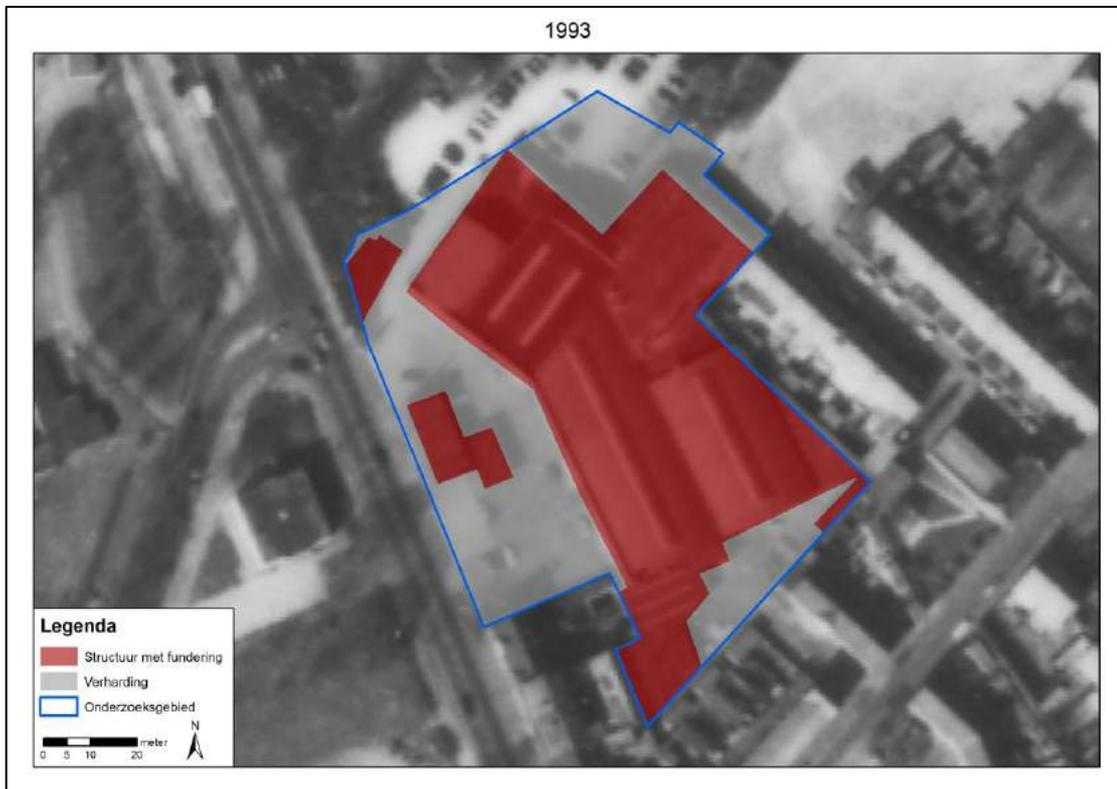 1993
Legenda
Structuur met fundering
Verharding
Onderzoeksgebied
N
meter
0 5 10 20